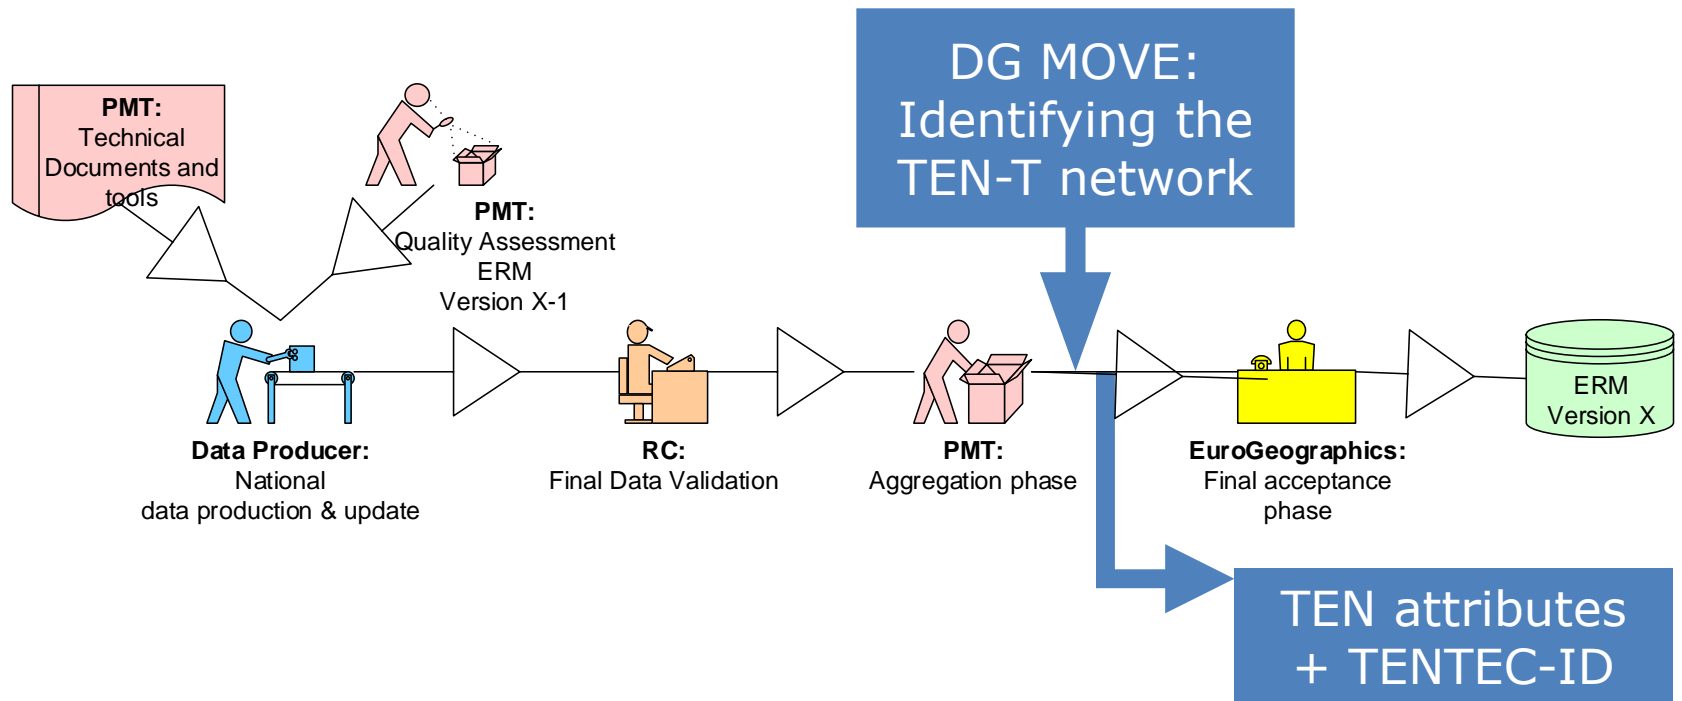 DG MOVE:
Identifying the
TEN-T network
PMT:
Technical
Documents and
tools
PMT:
Quality Assessment
ERM
Version X-1
Data Producer:
National
data production & update
RC:
Final Data Validation
PMT:
Aggregation phase
EuroGeographics:
Final acceptance
phase
ERM
Version X
TEN attributes
+ TENTEC-ID